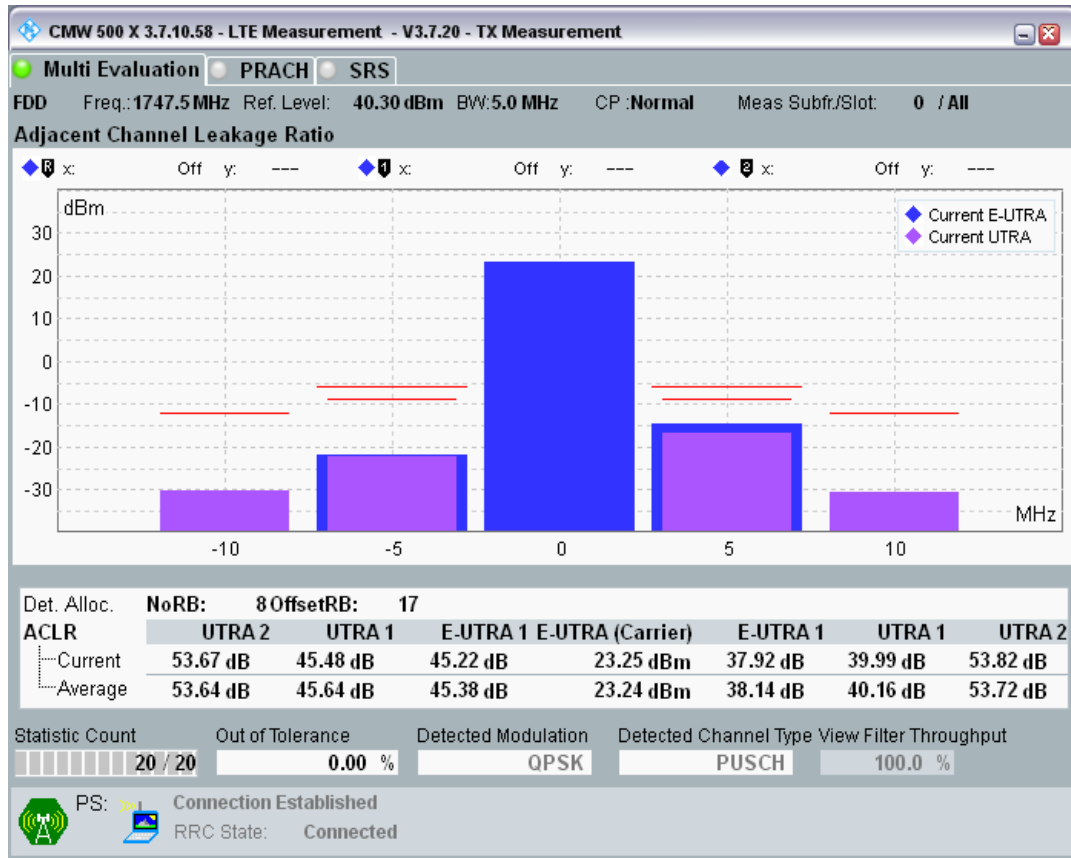 CMW 500 X 3.7.10.58 - LTE Measurement - V3.7.20 - TX Measurement
Multi Evaluation PRACH SRS
FDD Freq.:1747.5 MHz Ref. Level: 40.30 dBm BW:5.0 MHz CP :Normal Meas Subfr./Slot: 0 / All
Adjacent Channel Leakage Ratio
R x: Off y: --- 1 x: Off y: --- 2 x: Off y: ---
dBm
Current E-UTRA
Current UTRA
30
20
10
0
-10
-20
-30
MHz
-10 -5 0 5 10
Det. Alloc. NoRB: 8 OffsetRB: 17
ACLR UTRA 2 UTRA 1 E-UTRA 1 E-UTRA (Carrier) E-UTRA 1 UTRA 1 UTRA 2
Current 53.67 dB 45.48 dB 45.22 dB 23.25 dBm 37.92 dB 39.99 dB 53.82 dB
Average 53.64 dB 45.64 dB 45.38 dB 23.24 dBm 38.14 dB 40.16 dB 53.72 dB
Statistic Count Out of Tolerance Detected Modulation Detected Channel Type View Filter Throughput
20 / 20 0.00 % QPSK PUSCH 100.0 %
PS: Connection Established
RRC State: Connected